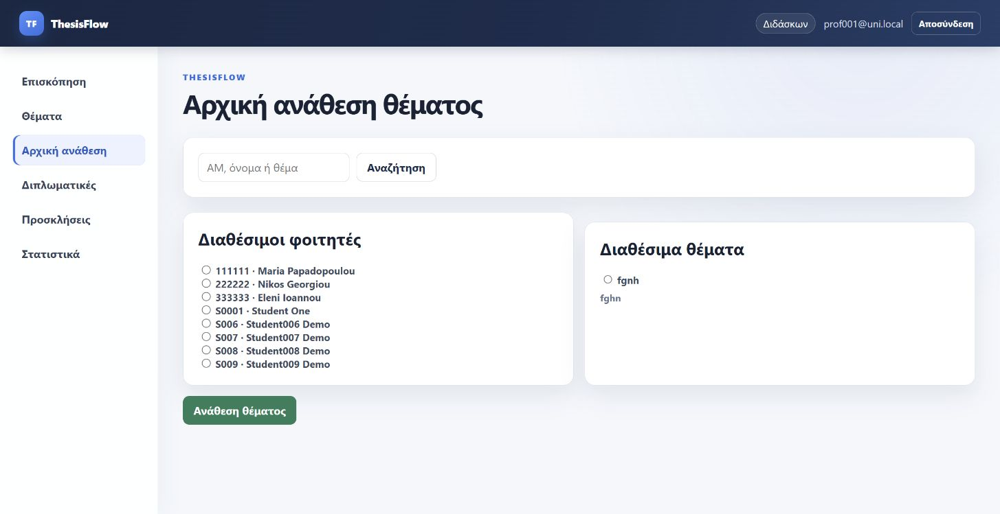 TF ThesisFlow
Διδάσκων prof001@uni.local Αποσύνδεση
Επισκόπηση
Θέματα
Αρχική ανάθεση
Διπλωματικές
Προσκλήσεις
Στατιστικά
THESISFLOW
Αρχική ανάθεση θέματος
ΑΜ, όνομα ή θέμα Αναζήτηση
Διαθέσιμοι φοιτητές
111111 · Maria Papadopoulou
222222 · Nikos Georgiou
333333 · Eleni Ioannou
S0001 · Student One
S006 · Student006 Demo
S007 · Student007 Demo
S008 · Student008 Demo
S009 · Student009 Demo
Διαθέσιμα θέματα
fgnh
fghn
Ανάθεση θέματος